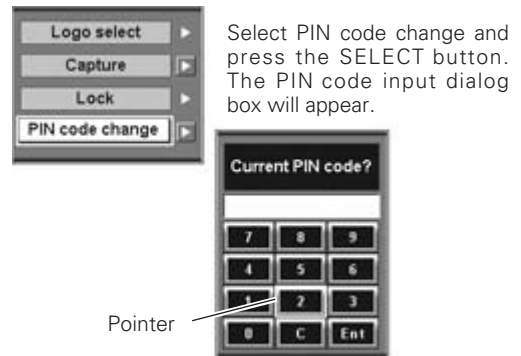 Logo select
Capture
Lock
PIN code change
Select PIN code change and
press the SELECT button.
The PIN code input dialog
box will appear.
Current PIN code?
7 8 9
4 5 6
1 2 3
0 C Ent
Pointer